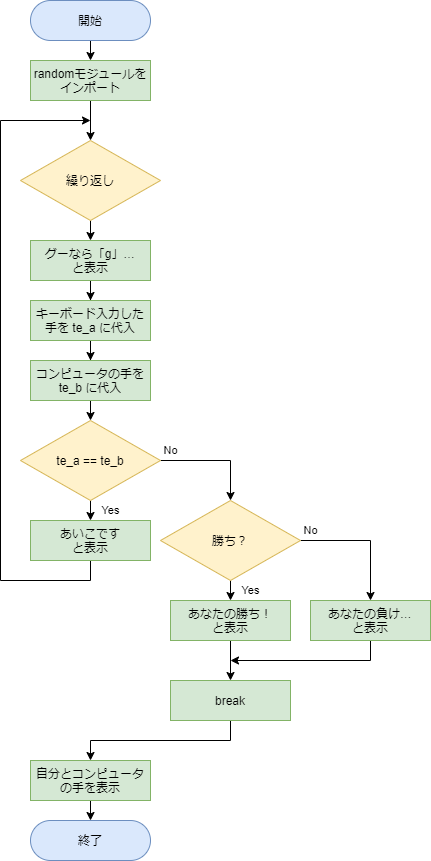 開始
randomモジュールを
インポート
繰り返し
グーなら「g」...
と表示
キーボード入力した
手を te_a に代入
コンピュータの手を
te_b に代入
te_a == te_b
No
Yes
あいこです
と表示
勝ち？
No
Yes
あなたの勝ち！
と表示
あなたの負け...
と表示
break
自分とコンピュータ
の手を表示
終了